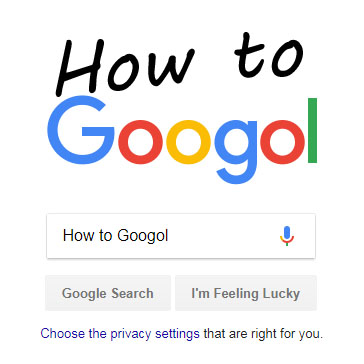 How to
Googol
How to Googol
Google Search
I'm Feeling Lucky
Choose the privacy settings that are right for you.